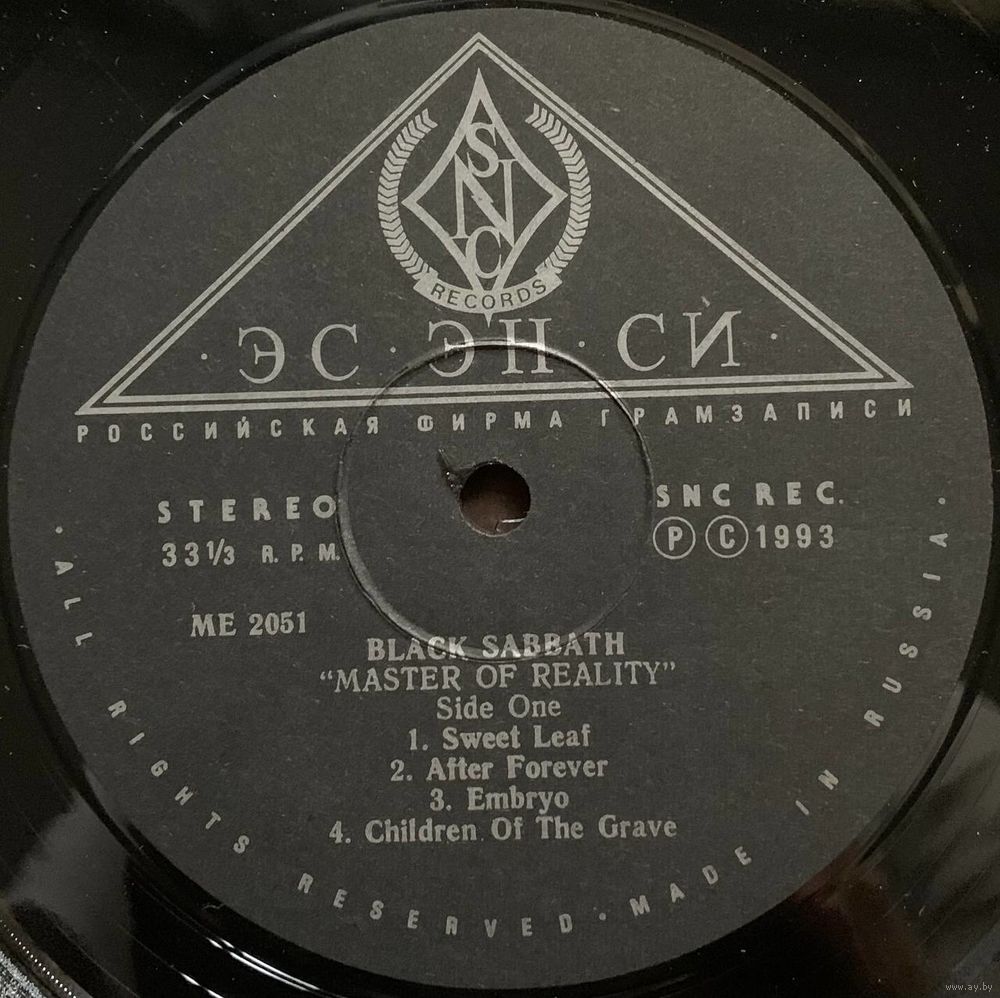 SNC
RECORDS
·ЭС·ЭН·СИ·
РОССИЙСКАЯ ФИРМА ГРАМЗАПИСИ
STEREO
33 1/3 R.P.M.
SNC REC.
Ⓟ Ⓒ 1993
ME 2051
BLACK SABBATH
“MASTER OF REALITY”
Side One
1. Sweet Leaf
2. After Forever
3. Embryo
4. Children Of The Grave
· ALL RIGHTS RESERVED · MADE IN RUSSIA ·
www.ay.by